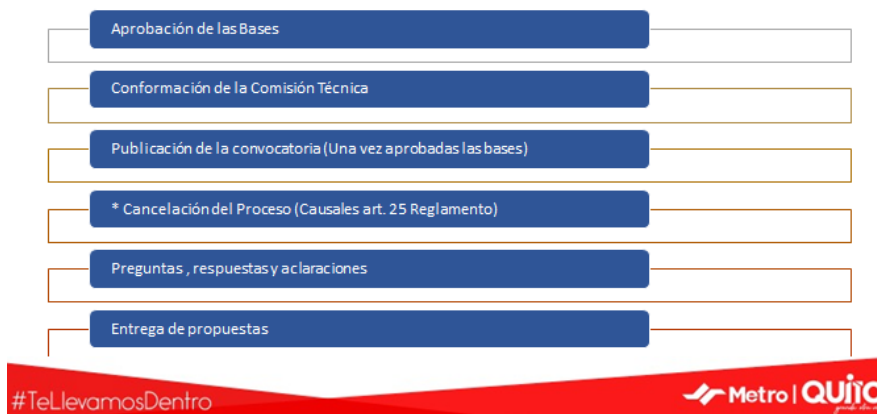 Aprobación de las Bases
Conformación de la Comisión Técnica
Publicación de la convocatoria (Una vez aprobadas las bases)
* Cancelación del Proceso (Causales art. 25 Reglamento)
Preguntas , respuestas y aclaraciones
Entrega de propuestas
#TeLlevamosDentro
Metro | QUITO